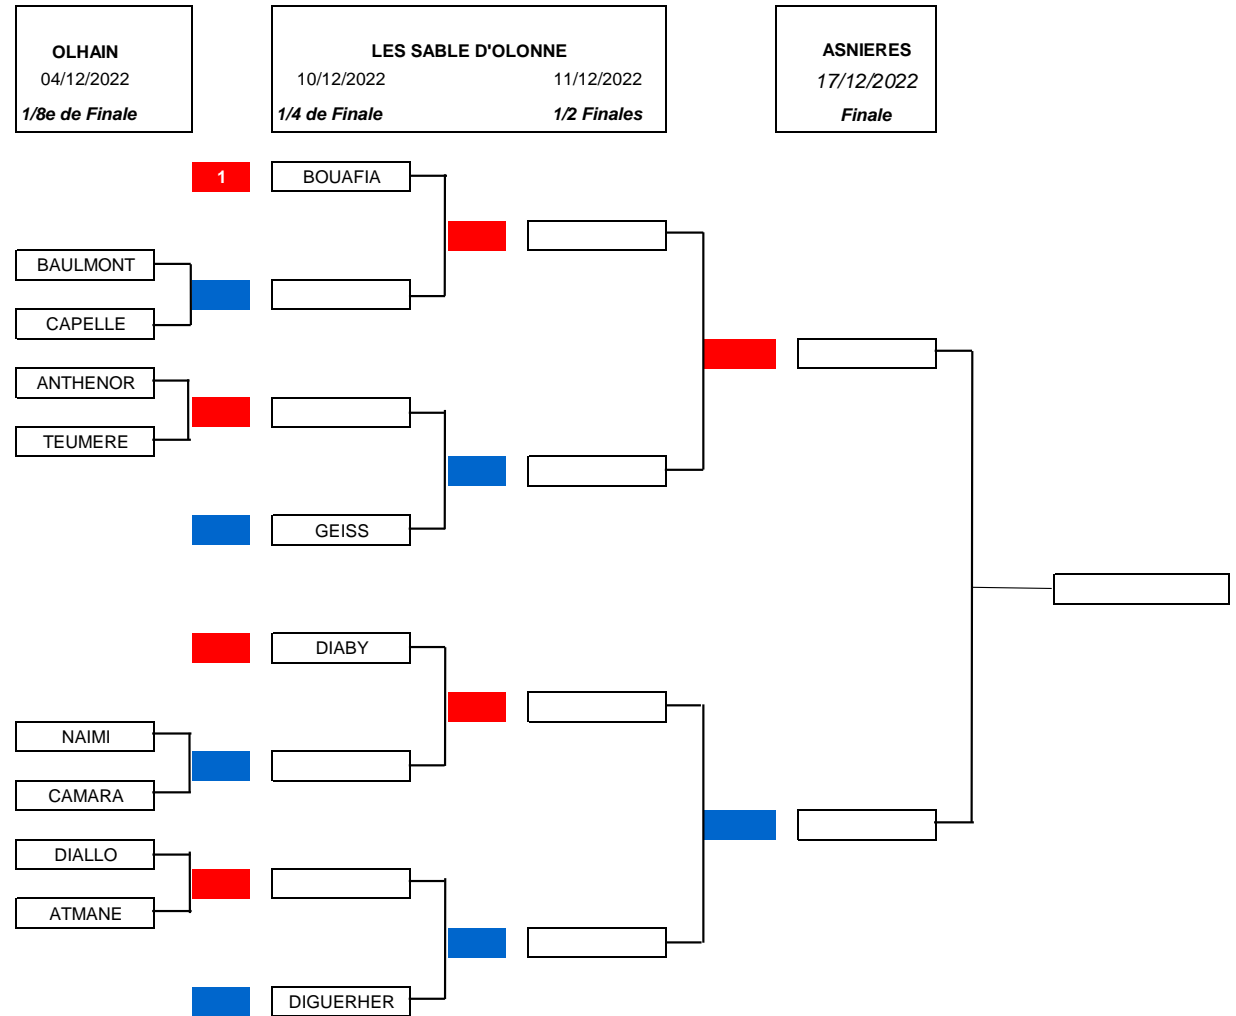 OLHAIN
04/12/2022
1/8e de Finale
LES SABLE D'OLONNE
10/12/2022 11/12/2022
1/4 de Finale 1/2 Finales
ASNIERES
17/12/2022
Finale
1 BOUAFIA
BAULMONT
CAPELLE
ANTHENOR
TEUMERE
GEISS
DIABY
NAIMI
CAMARA
DIALLO
ATMANE
DIGUERHER